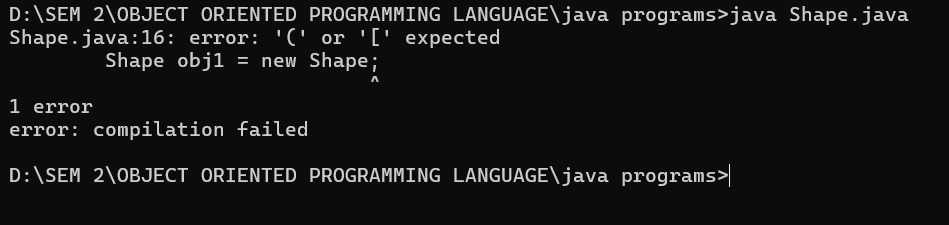 D:\SEM 2\OBJECT ORIENTED PROGRAMMING LANGUAGE\java programs>java Shape.java
Shape.java:16: error: '(' or '[' expected
        Shape obj1 = new Shape;
                              ^
1 error
error: compilation failed

D:\SEM 2\OBJECT ORIENTED PROGRAMMING LANGUAGE\java programs>